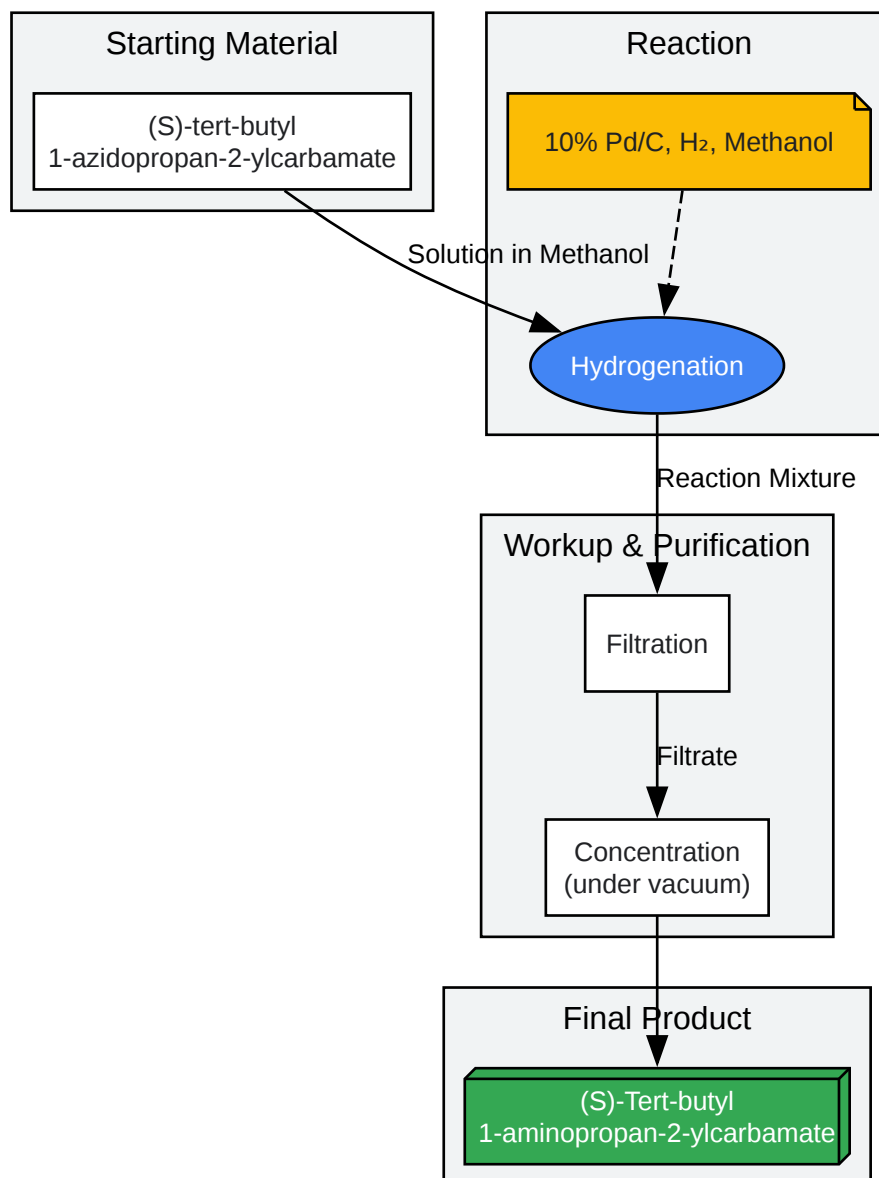 Starting Material
(S)-tert-butyl
1-azidopropan-2-ylcarbamate
Reaction
10% Pd/C, H₂, Methanol
Solution in Methanol
Hydrogenation
Reaction Mixture
Workup & Purification
Filtration
Filtrate
Concentration
(under vacuum)
Final Product
(S)-Tert-butyl
1-aminopropan-2-ylcarbamate